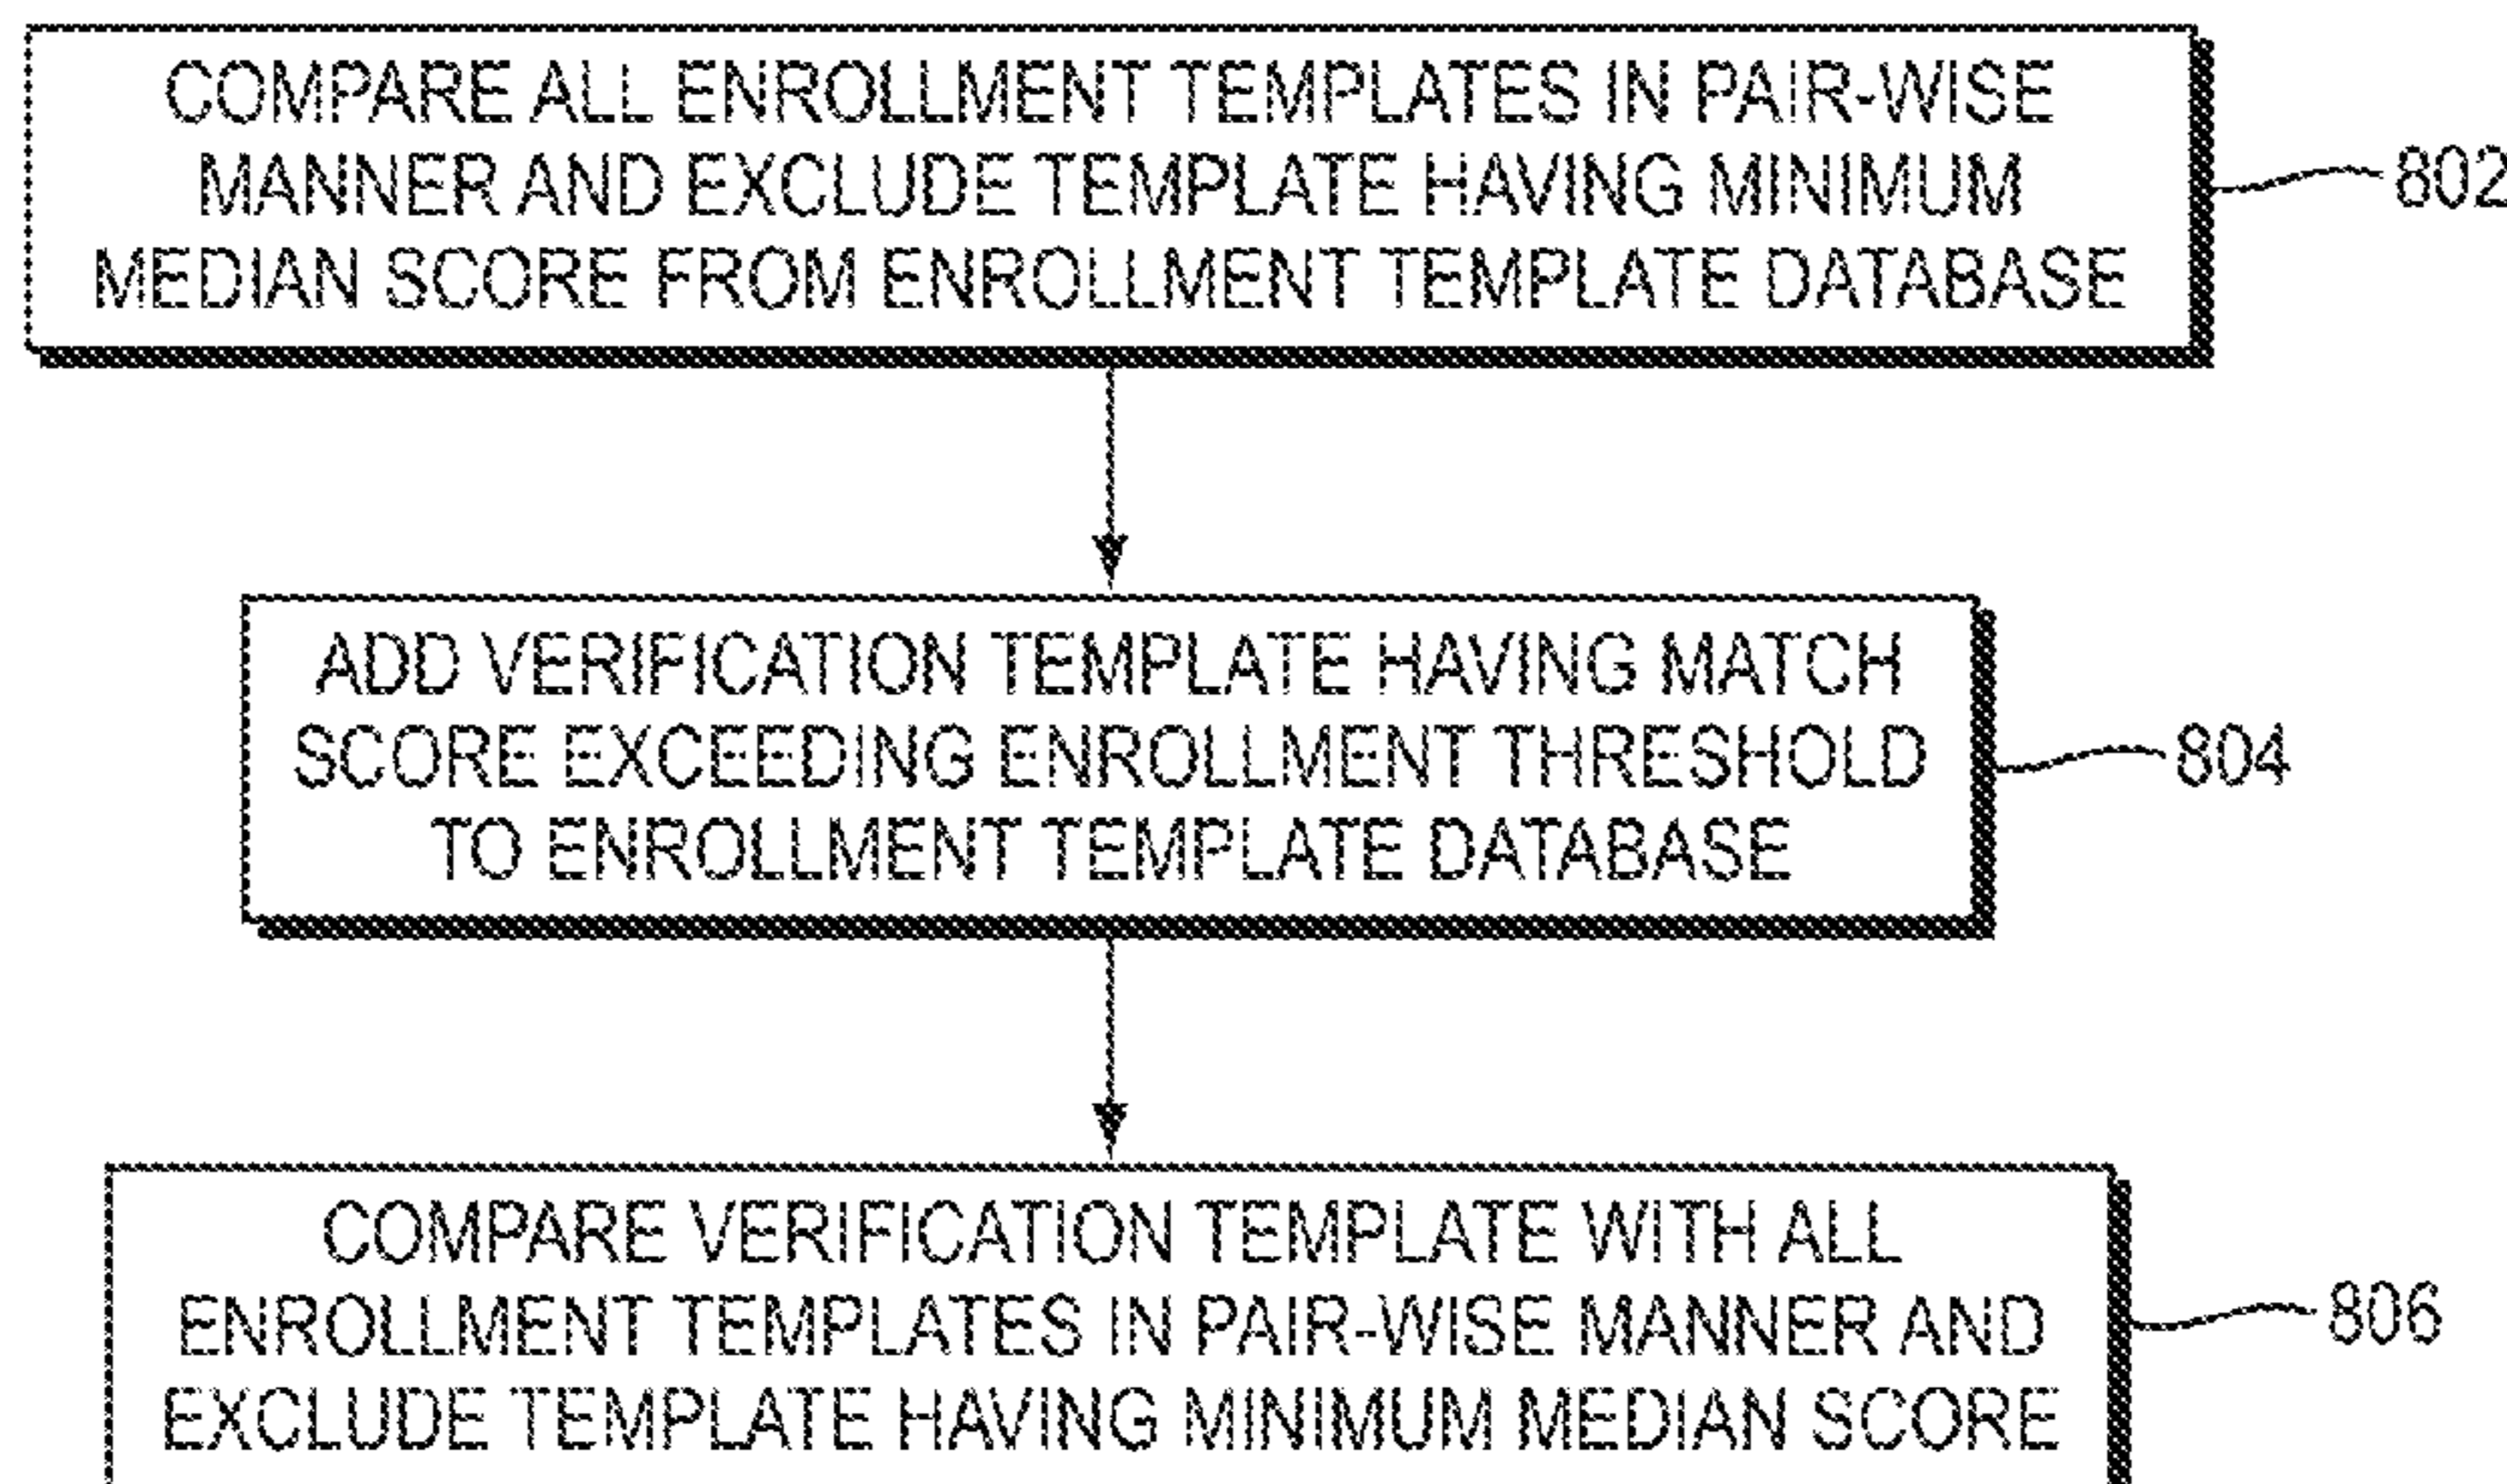 COMPARE ALL ENROLLMENT TEMPLATES IN PAIR-WISE
MANNER AND EXCLUDE TEMPLATE HAVING MINIMUM
MEDIAN SCORE FROM ENROLLMENT TEMPLATE DATABASE
802
ADD VERIFICATION TEMPLATE HAVING MATCH
SCORE EXCEEDING ENROLLMENT THRESHOLD
TO ENROLLMENT TEMPLATE DATABASE
804
COMPARE VERIFICATION TEMPLATE WITH ALL
ENROLLMENT TEMPLATES IN PAIR-WISE MANNER AND
EXCLUDE TEMPLATE HAVING MINIMUM MEDIAN SCORE
806